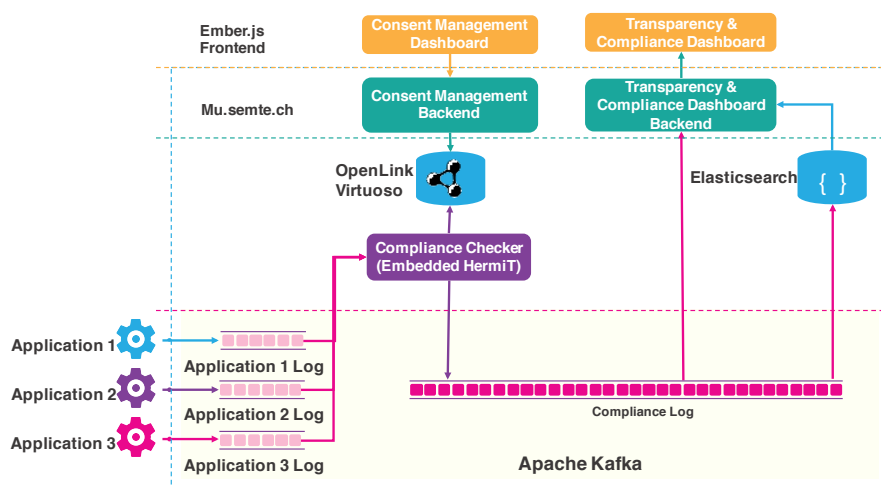 Ember.js
Frontend
Consent Management
Dashboard
Transparency &
Compliance Dashboard
Mu.semte.ch
Consent Management
Backend
Transparency &
Compliance Dashboard
Backend
OpenLink
Virtuoso
Elasticsearch
{ }
Compliance Checker
(Embedded HermiT)
Application 1
Application 1 Log
Application 2
Application 2 Log
Compliance Log
Application 3
Application 3 Log
Apache Kafka